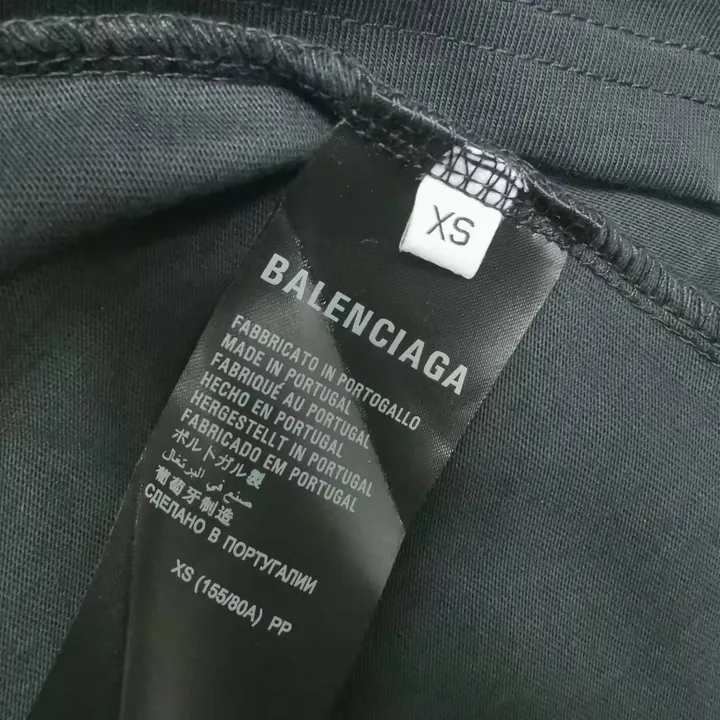 XS
BALENCIAGA
FABBRICATO IN PORTOGALLO
MADE IN PORTUGAL
FABRIQUÉ AU PORTUGAL
HECHO EN PORTUGAL
HERGESTELLT IN PORTUGAL
FABRICADO EM PORTUGAL
ポルトガル製
صنع في البرتغال
葡萄牙制造
СДЕЛАНО В ПОРТУГАЛИИ
XS (155/80A) PP